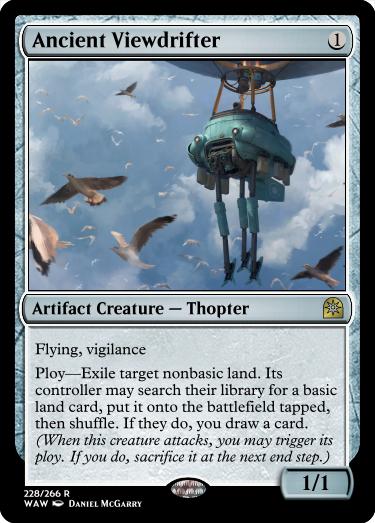 Ancient Viewdrifter 1
Artifact Creature — Thopter
Flying, vigilance
Ploy—Exile target nonbasic land. Its
controller may search their library for a basic
land card, put it onto the battlefield tapped,
then shuffle. If they do, you draw a card.
(When this creature attacks, you may trigger its
ploy. If you do, sacrifice it at the next end step.)
1/1
228/266 R
WAW Daniel McGarry